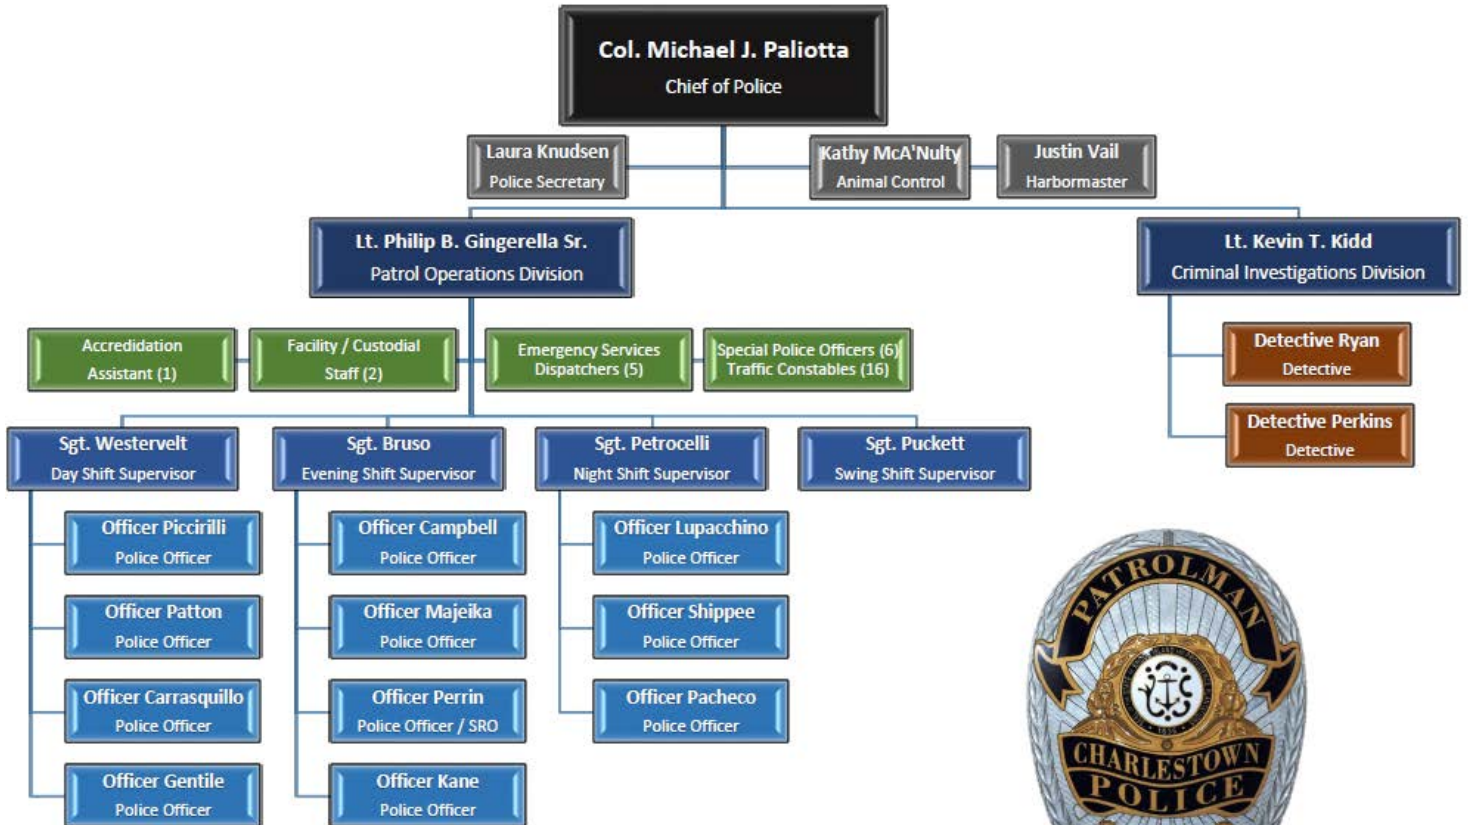 Col. Michael J. Paliotta
Chief of Police
Laura Knudsen
Police Secretary
Kathy McA'Nulty
Animal Control
Justin Vail
Harbormaster
Lt. Philip B. Gingerella Sr.
Patrol Operations Division
Lt. Kevin T. Kidd
Criminal Investigations Division
Accredidation
Assistant (1)
Facility / Custodial
Staff (2)
Emergency Services
Dispatchers (5)
Special Police Officers (6)
Traffic Constables (16)
Detective Ryan
Detective
Detective Perkins
Detective
Sgt. Westervelt
Day Shift Supervisor
Sgt. Bruso
Evening Shift Supervisor
Sgt. Petrocelli
Night Shift Supervisor
Sgt. Puckett
Swing Shift Supervisor
Officer Piccirilli
Police Officer
Officer Patton
Police Officer
Officer Carrasquillo
Police Officer
Officer Gentile
Police Officer
Officer Campbell
Police Officer
Officer Majeika
Police Officer
Officer Perrin
Police Officer / SRO
Officer Kane
Police Officer
Officer Lupacchino
Police Officer
Officer Shippee
Police Officer
Officer Pacheco
Police Officer
PATROLMAN
CHARLESTOWN
POLICE